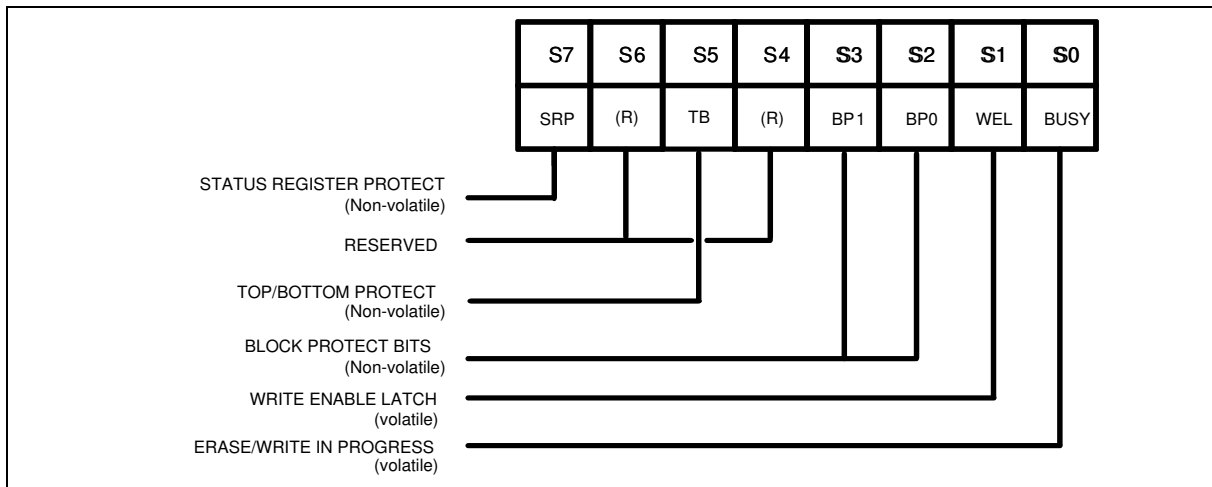 S7 S6 S5 S4 S3 S2 S1 S0
SRP (R) TB (R) BP1 BP0 WEL BUSY
STATUS REGISTER PROTECT
(Non-volatile)
RESERVED
TOP/BOTTOM PROTECT
(Non-volatile)
BLOCK PROTECT BITS
(Non-volatile)
WRITE ENABLE LATCH
(volatile)
ERASE/WRITE IN PROGRESS
(volatile)